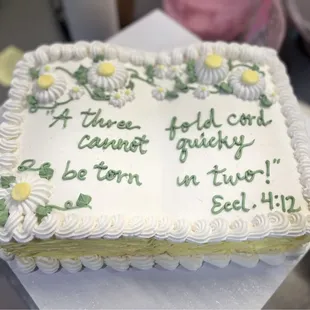 "A three fold cord
cannot quicky
be torn in two!"
Eccl. 4:12